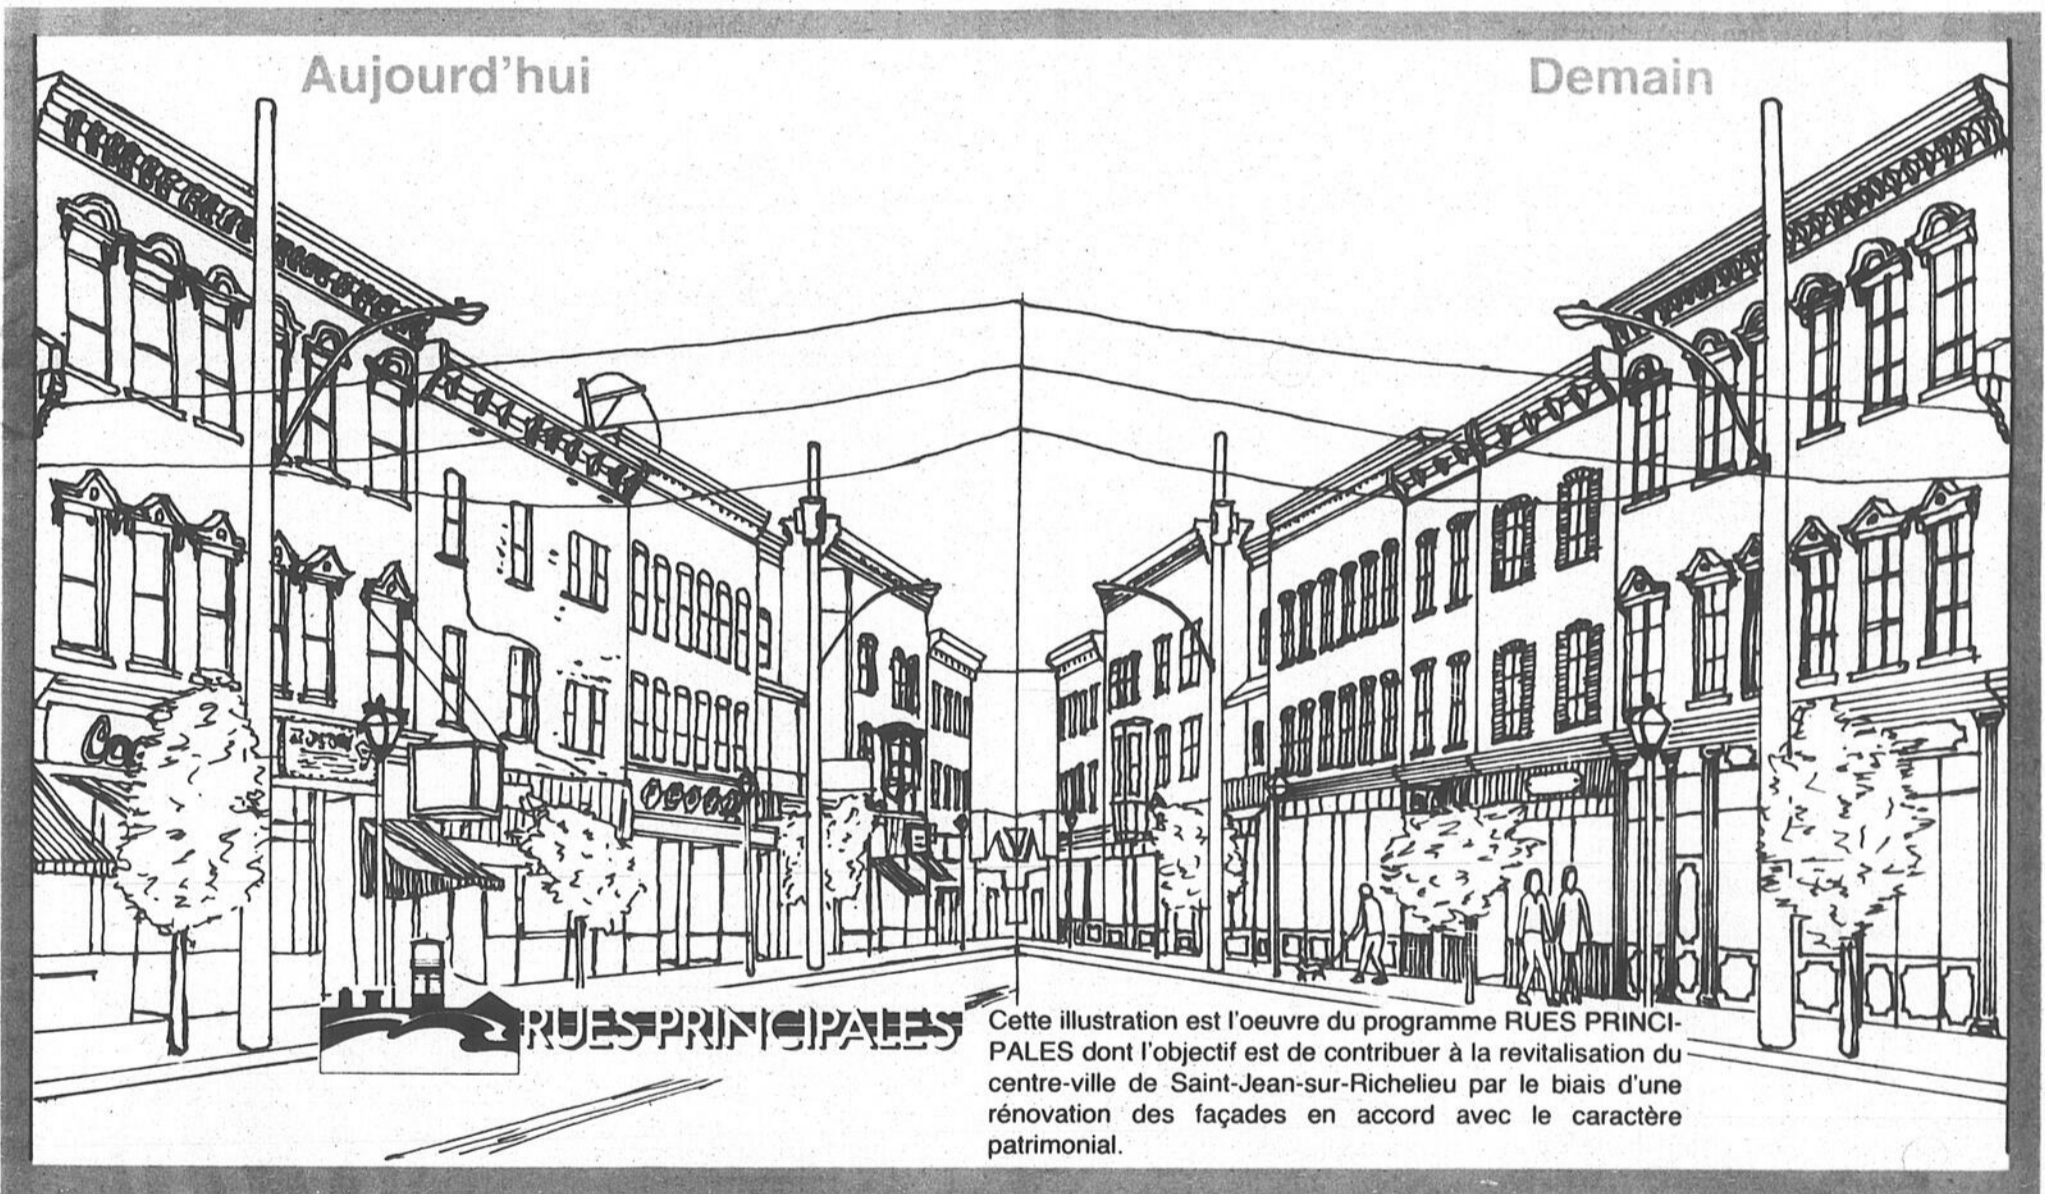 Aujourd'hui
Demain
RUES PRINCIPALES
Cette illustration est l'oeuvre du programme RUES PRINCI-
PALES dont l'objectif est de contribuer à la revitalisation du
centre-ville de Saint-Jean-sur-Richelieu par le biais d'une
rénovation des façades en accord avec le caractère
patrimonial.